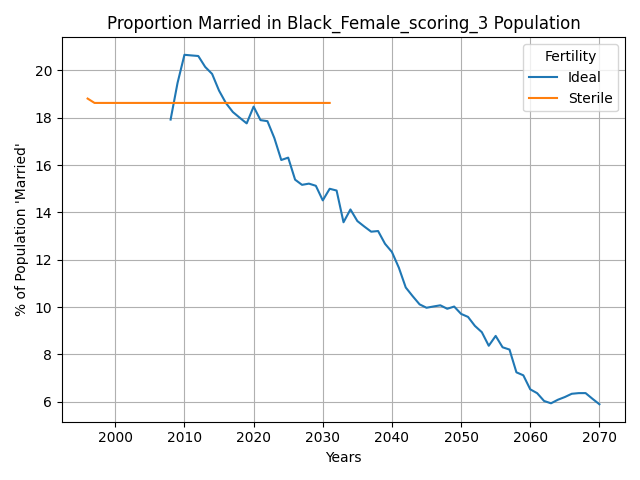 Proportion Married in Black_Female_scoring_3 Population
% of Population 'Married'
20
18
16
14
12
10
8
6
Fertility
Ideal
Sterile
2000 2010 2020 2030 2040 2050 2060 2070
Years